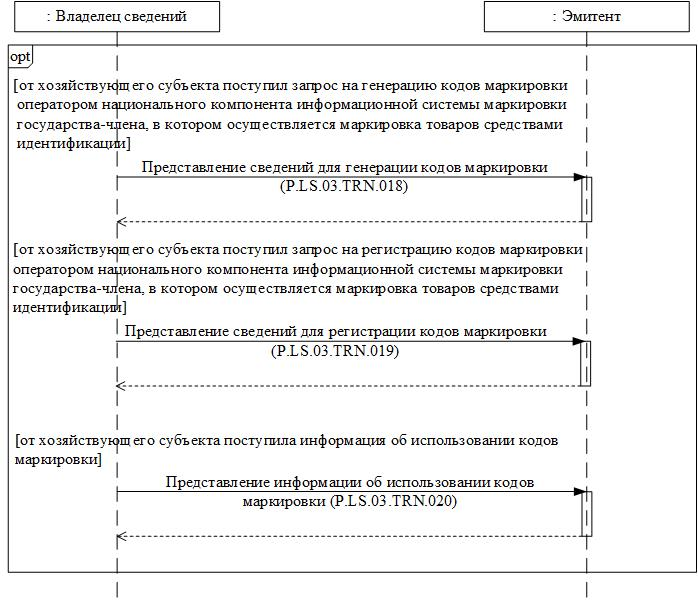 : Владелец сведений
: Эмитент
opt
[от хозяйствующего субъекта поступил запрос на генерацию кодов маркировки
оператором национального компонента информационной системы маркировки
государства-члена, в котором осуществляется маркировка товаров средствами
идентификации]
Представление сведений для генерации кодов маркировки
(P.LS.03.TRN.018)
[от хозяйствующего субъекта поступил запрос на регистрацию кодов маркировки
оператором национального компонента информационной системы маркировки
государства-члена, в котором осуществляется маркировка товаров средствами
идентификации]
Представление сведений для регистрации кодов маркировки
(P.LS.03.TRN.019)
[от хозяйствующего субъекта поступила информация об использовании кодов
маркировки]
Представление информации об использовании кодов
маркировки (P.LS.03.TRN.020)